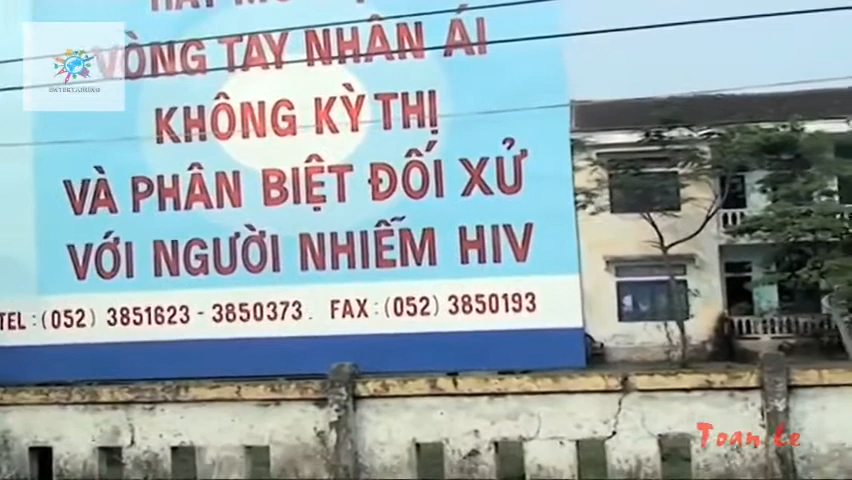 VÒNG TAY NHÂN ÁI
KHÔNG KỲ THỊ
VÀ PHÂN BIỆT ĐỐI XỬ
VỚI NGƯỜI NHIỄM HIV
TEL : (052) 3851623 - 3850373. FAX : (052) 3850193
Toan Le